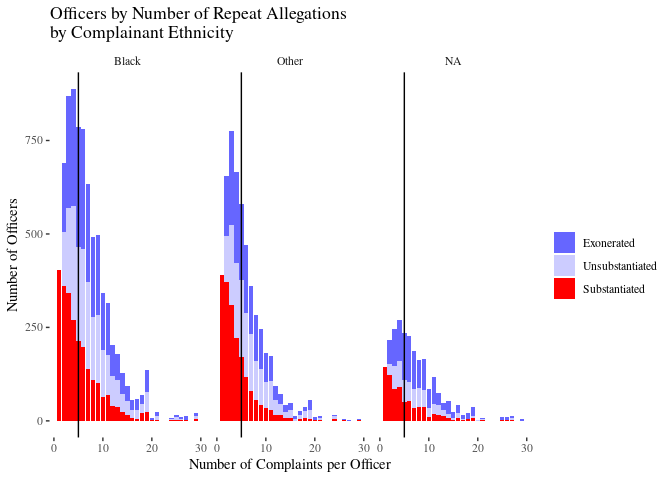 Officers by Number of Repeat Allegations
by Complainant Ethnicity
Black
Other
NA
750
500
250
0
Number of Officers
0
10
20
30
0
10
20
30
0
10
20
30
Number of Complaints per Officer
Exonerated
Unsubstantiated
Substantiated